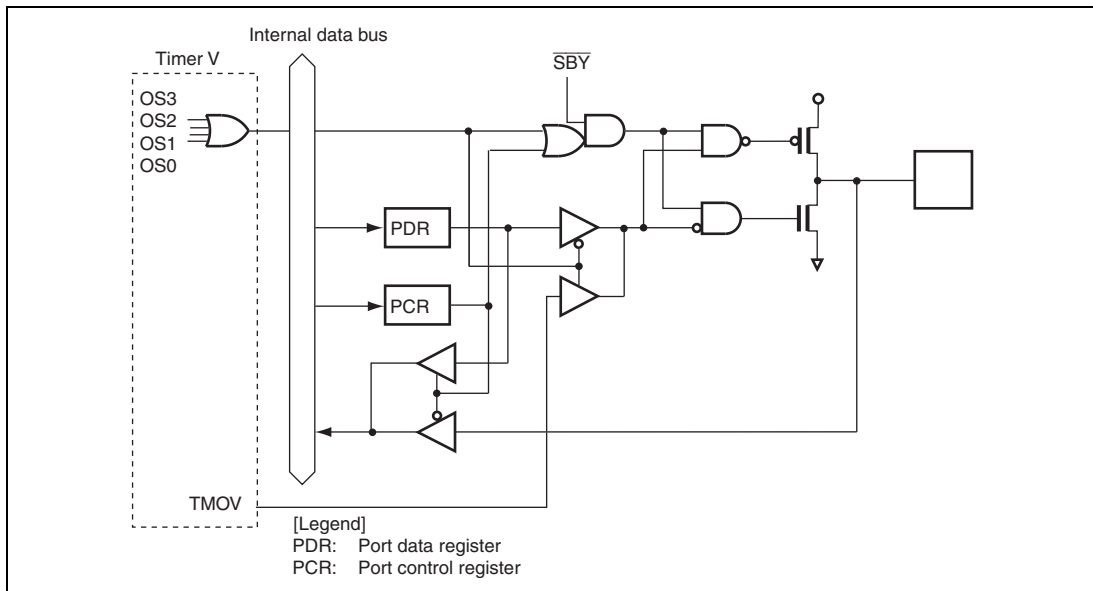 Internal data bus
Timer V
SBY
OS3
OS2
OS1
OS0
PDR
PCR
TMOV
[Legend]
PDR: Port data register
PCR: Port control register